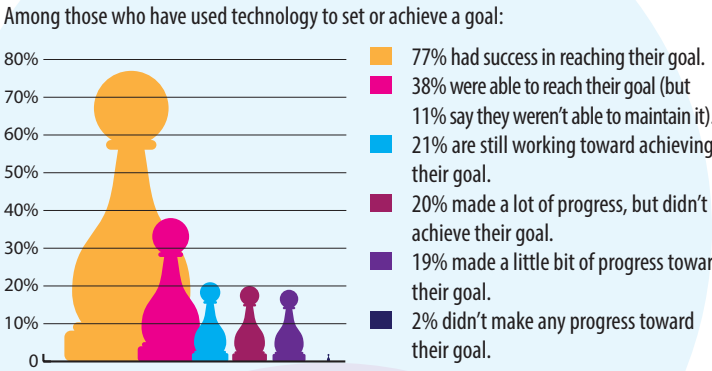 Among those who have used technology to set or achieve a goal:
80%
70%
60%
50%
40%
30%
20%
10%
0
77% had success in reaching their goal.
38% were able to reach their goal (but
11% say they weren't able to maintain it).
21% are still working toward achieving
their goal.
20% made a lot of progress, but didn't
achieve their goal.
19% made a little bit of progress towar
their goal.
2% didn't make any progress toward
their goal.